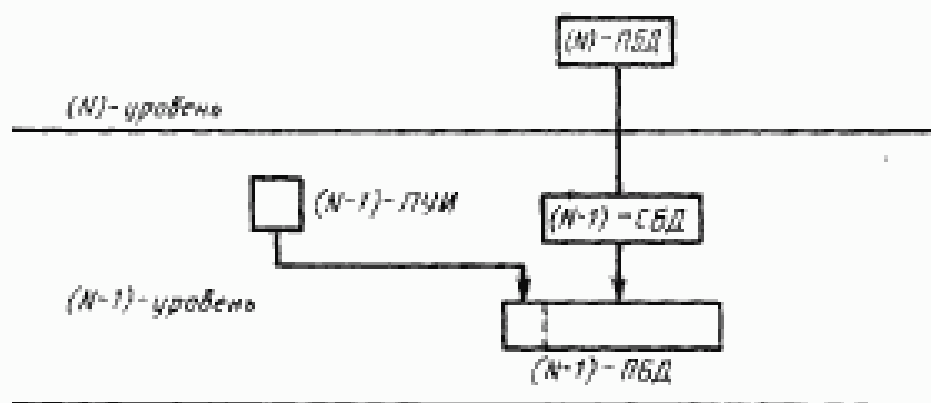 (N)-ПБД
(N)-уровень
(N-1)-ПУИ
(N-1)-СБД
(N-1)-уровень
(N-1)-ПБД